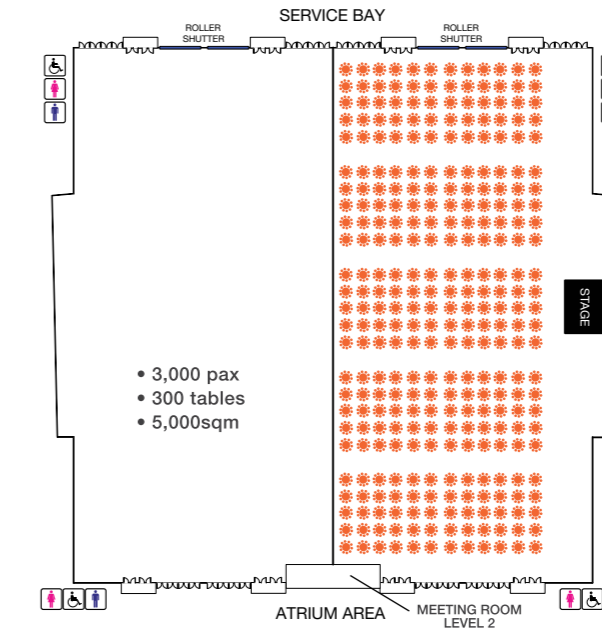 SERVICE BAY
ROLLER
SHUTTER
ROLLER
SHUTTER
STAGE
• 3,000 pax
• 300 tables
• 5,000sqm
ATRIUM AREA
MEETING ROOM
LEVEL 2